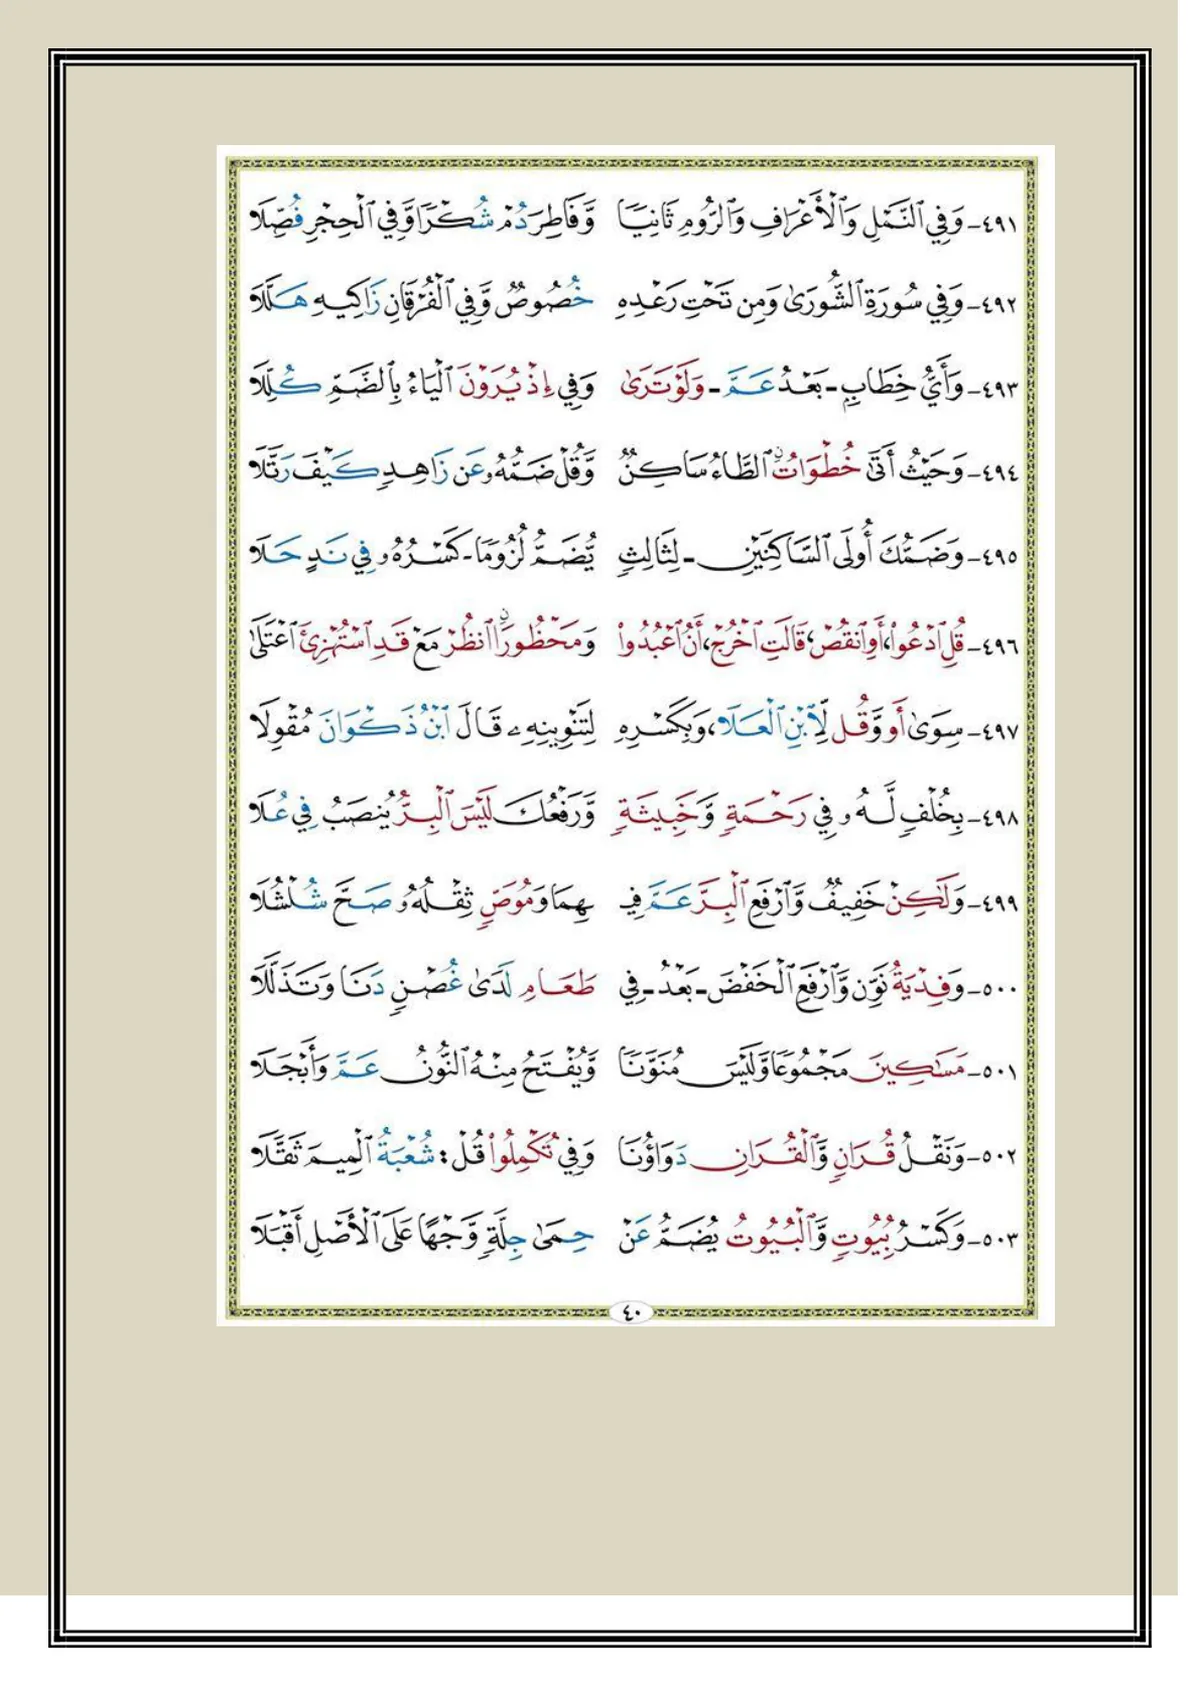 ٤٩١- وَفِي ٱلنَّمْلِ وَٱلْأَعْرَافِ وَٱلرُّومِ ثَانِيًا وَّفَاطِرَ دُمْ شُكْرًا وَّفِي ٱلْحِجْرِ فُصِّلَا
٤٩٢- وَفِي سُورَةِ ٱلشُّورَىٰ وَمِن تَحْتِ رَعْدِهِ خُصُوصٌ وَّفِي ٱلْفُرْقَانِ زَاكِيهِ هَلَّلَا
٤٩٣- وَأَيُّ خِطَابٍ - بَعْدُ عَمَّ - وَلَوْ تَرَىٰ وَفِي إِذْ يُرَوْنَ ٱلْيَاءُ بِٱلضَّمِّ كُلِّلَا
٤٩٤- وَحَيْثُ أَتَىٰ خُطْوَاتٌ ٱلطَّاءُ سَاكِنٌ وَّقُلْ ضَمُّهُۥ عَن زَاهِدٍ كَيْفَ رَتَّلَا
٤٩٥- وَضَمُّكَ أُولَى ٱلسَّاكِنَيْنِ - لِثَالِثٍ يُّضَمُّ لُزُومًا - كَسْرُهُۥ فِي نَدٍ حَلَا
٤٩٦- قُلِ ٱدْعُوا۟، أَوِ ٱنقُصْ، قَالَتِ ٱخْرُجْ، أَنُ ٱعْبُدُوا۟ وَمَحْظُورًا ٱنظُرْ مَعْ قَدِ ٱسْتُهْزِئَ ٱعْتَلَىٰ
٤٩٧- سِوَىٰ أَو وَّقُل لِّٱبْنِ ٱلْعَلَا، وَبِكَسْرِهِ لِتَنْوِينِهِۦ قَالَ ٱبْنُ ذَكْوَانَ مُقْوِلَا
٤٩٨- بِخُلْفٍ لَّهُۥ فِي رَحْمَةٍ وَّخَبِيثَةٍ وَّرَفْعُكَ لَيْسَ ٱلْبِرُّ يُنصَبُ فِي عُلَا
٤٩٩- وَلَٰكِنْ خَفِيفٌ وَّٱرْفَعِ ٱلْبِرَّ عَمَّ فِيـ ـهِمَا وَمُوَصٍّ ثِقْلُهُۥ صَحَّ شُلْشُلَا
٥٠٠- وَفِدْيَةُ نَوِّن وَّٱرْفَعِ ٱلْخَفْضَ - بَعْدُ - فِي طَعَامِ لَدَىٰ غُصْنٍ دَنَا وَتَذَلَّلَا
٥٠١- مَسَٰكِينَ مَجْمُوعًا وَّلَيْسَ مُنَوَّنًا وَّيُفْتَحُ مِنْهُ ٱلنُّونُ عَمَّ وَأَبْجَلَا
٥٠٢- وَنَقْلُ قُرَانٍ وَّٱلْقُرَانِ دَوَاؤُنَا وَفِي تُكْمِلُوا۟ قُلْ: شُعْبَةُ ٱلْمِيمَ ثَقَّلَا
٥٠٣- وَكَسْرُ بِيُوتٍ وَّٱلْبُيُوتُ يُضَمُّ عَنْ حِمَىٰ جِلَّةٍ وَّجْهًا عَلَى ٱلْأَصْلِ أَقْبَلَا
٤٠